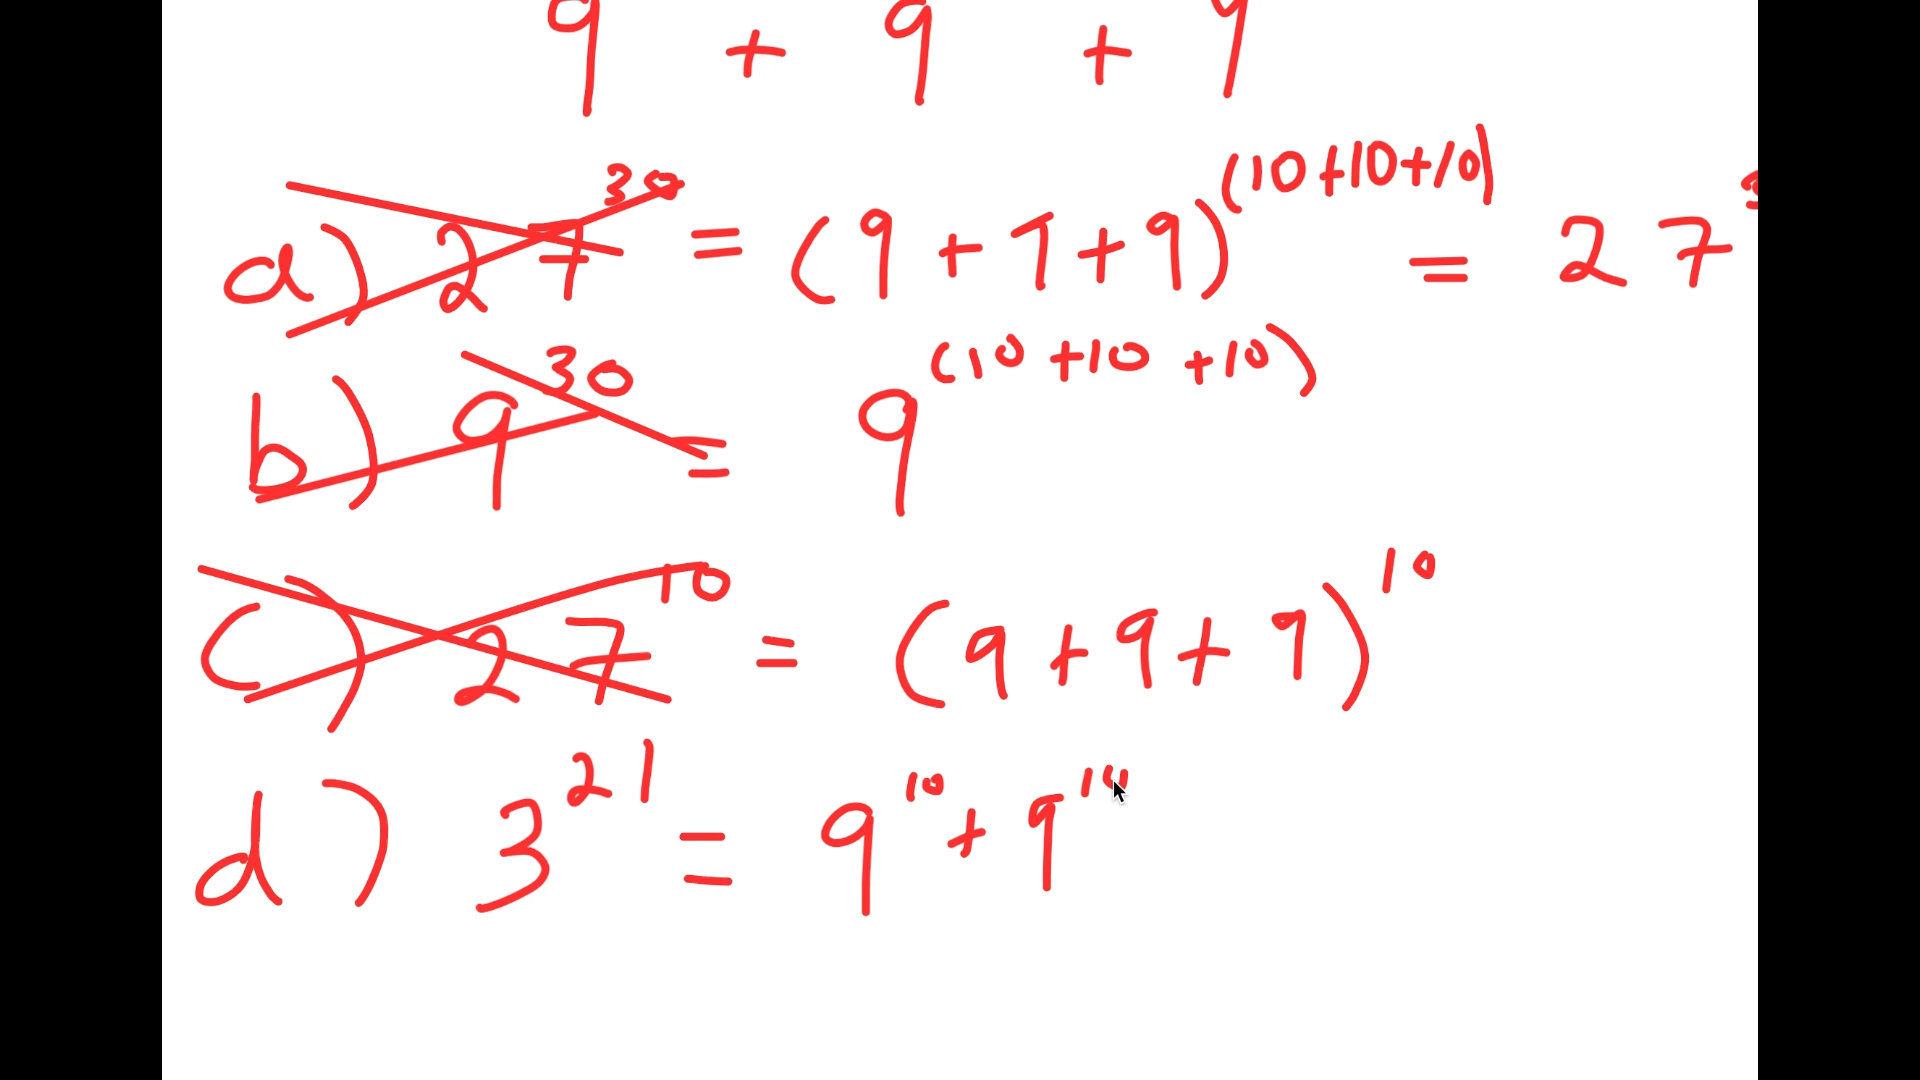 9 + 9 + 9
a) 27^30 = (9 + 9 + 9)^(10+10+10) = 27
b) 9^30 = 9^(10+10+10)
c) 27^10 = (9 + 9 + 9)^10
d) 3^21 = 9^10 + 9^10